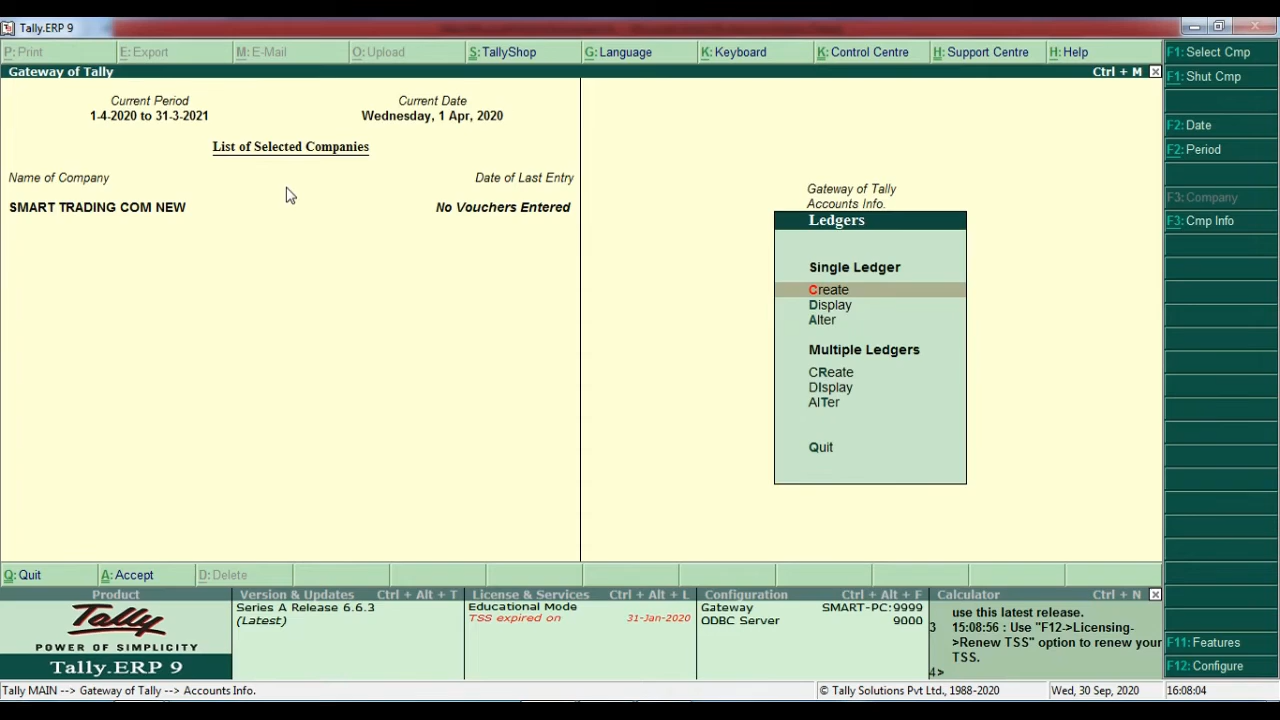 Tally.ERP 9
P: Print E: Export M: E-Mail O: Upload S: TallyShop G: Language K: Keyboard K: Control Centre H: Support Centre H: Help
Gateway of Tally Ctrl + M
Current Period Current Date
1-4-2020 to 31-3-2021 Wednesday, 1 Apr, 2020
List of Selected Companies
Name of Company Date of Last Entry
SMART TRADING COM NEW No Vouchers Entered
Gateway of Tally
Accounts Info.
Ledgers
Single Ledger
Create
Display
Alter
Multiple Ledgers
CReate
DIsplay
AlTer
Quit
F1: Select Cmp
F1: Shut Cmp
F2: Date
F2: Period
F3: Company
F3: Cmp Info
F11: Features
F12: Configure
Q: Quit A: Accept D: Delete
Product
Tally
POWER OF SIMPLICITY
Tally.ERP 9
Version & Updates Ctrl + Alt + T
Series A Release 6.6.3
(Latest)
License & Services Ctrl + Alt + L
Educational Mode
TSS expired on 31-Jan-2020
Configuration Ctrl + Alt + F
Gateway SMART-PC:9999
ODBC Server 9000
Calculator Ctrl + N
use this latest release.
3 15:08:56 : Use "F12->Licensing-
>Renew TSS" option to renew your
TSS.
4>
Tally MAIN --> Gateway of Tally --> Accounts Info. © Tally Solutions Pvt Ltd., 1988-2020 Wed, 30 Sep, 2020 16:08:04